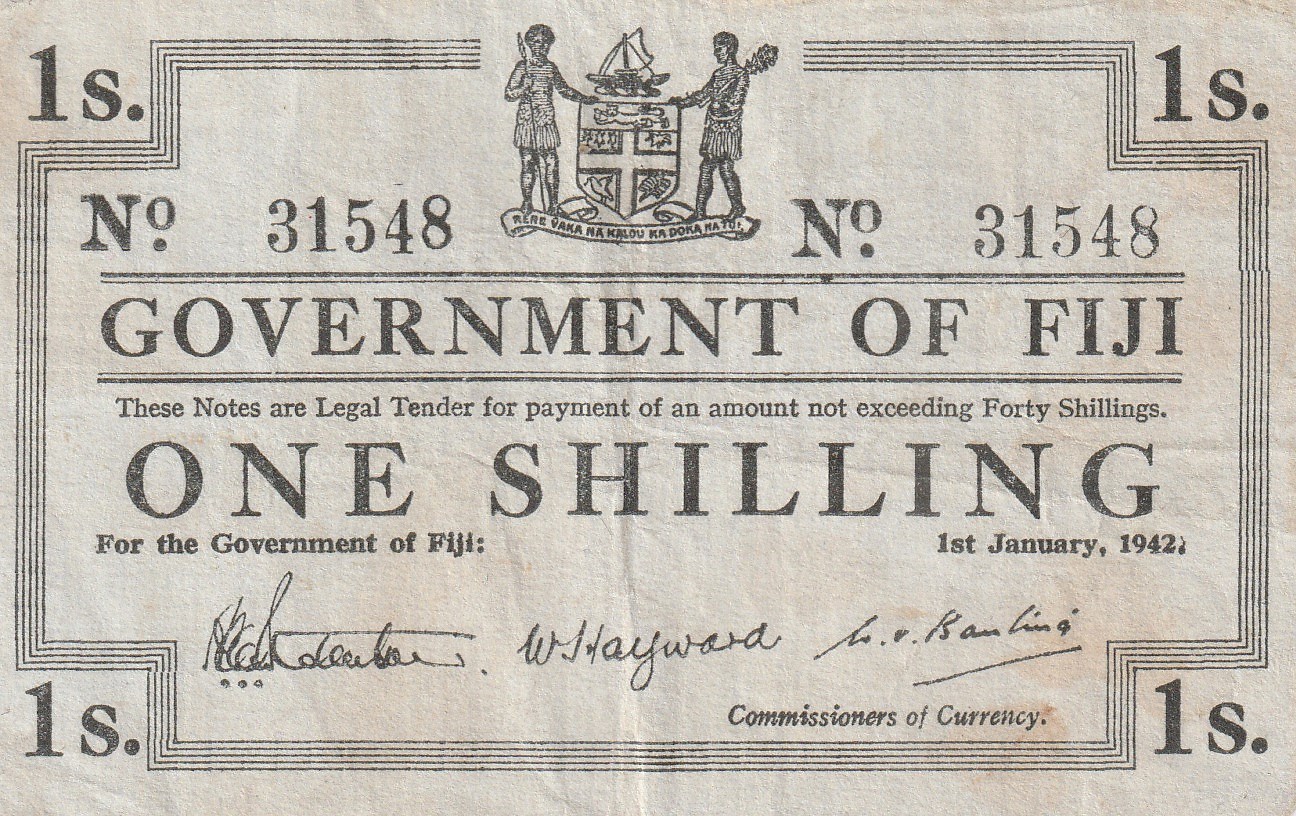 1s. 1s.
RERE VAKA NA KALOU KA DOKA NA TUI
Nº. 31548 Nº. 31548
GOVERNMENT OF FIJI
These Notes are Legal Tender for payment of an amount not exceeding Forty Shillings.
ONE SHILLING
For the Government of Fiji: 1st January, 1942.
W Hayward
Commissioners of Currency.
1s. 1s.